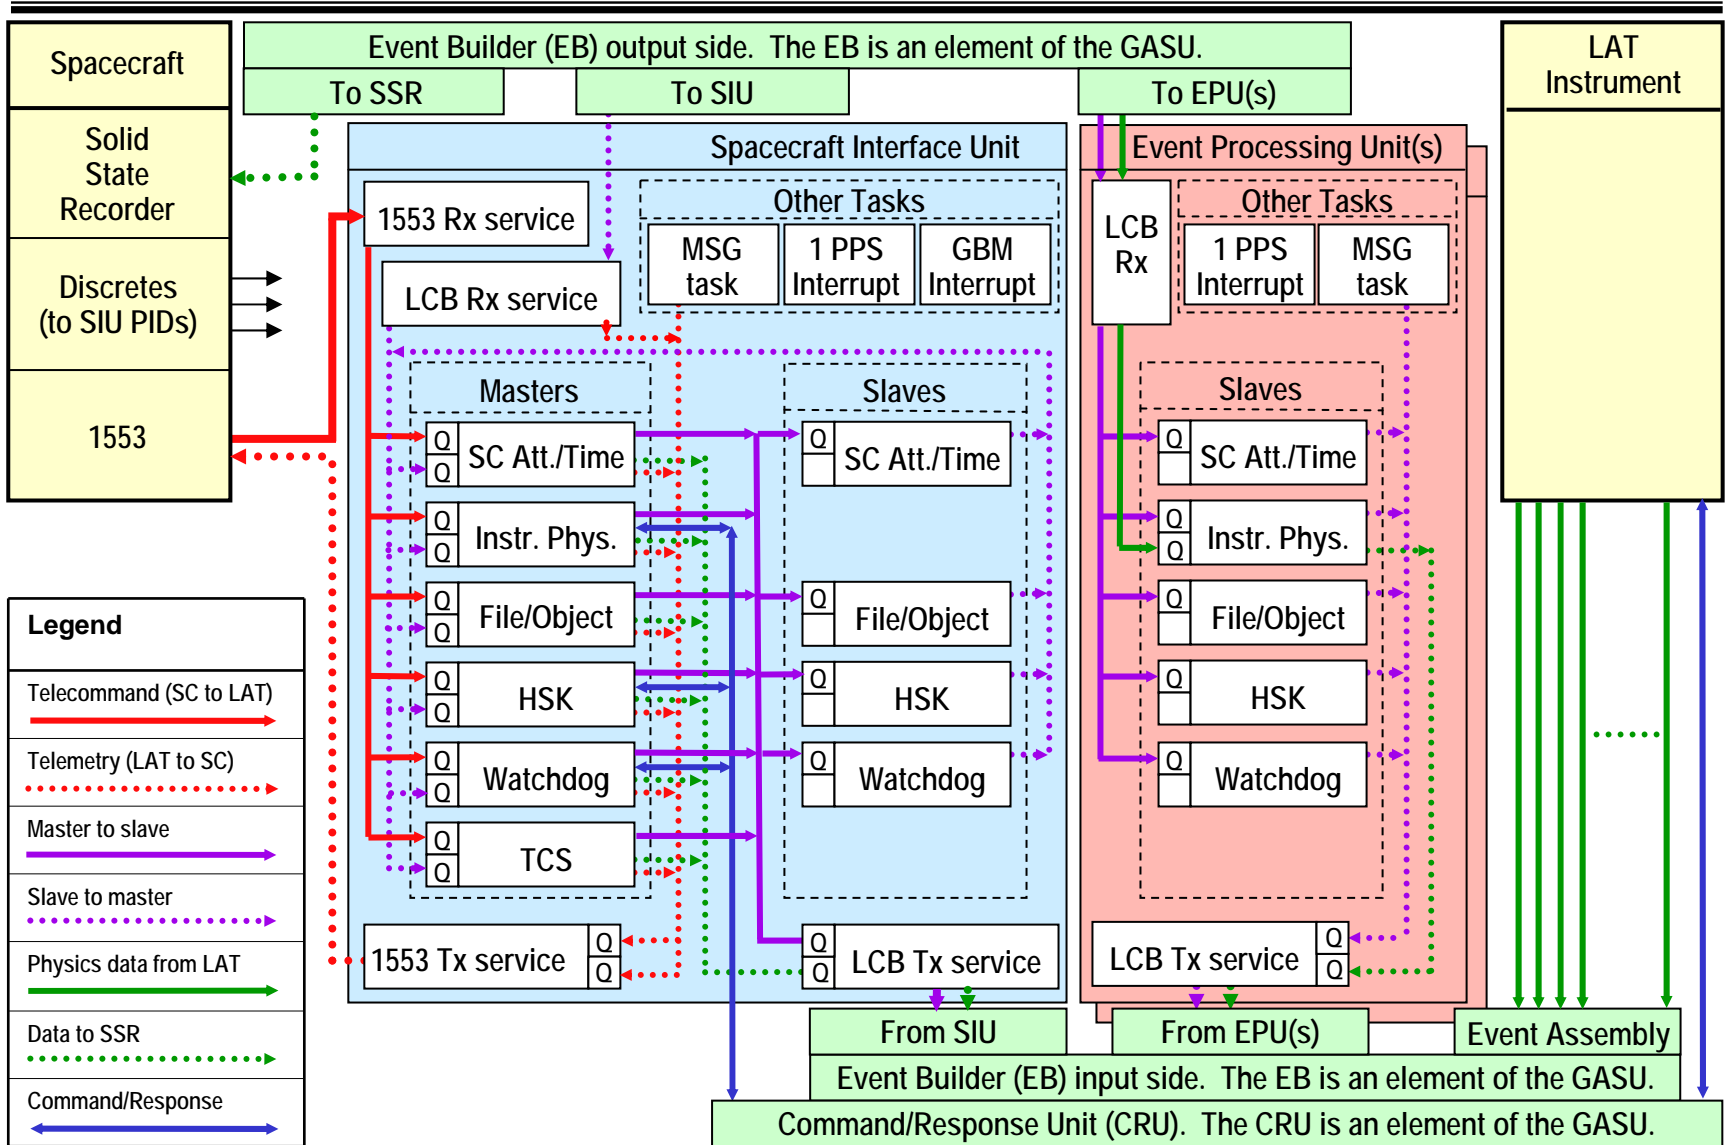 Spacecraft
Solid
State
Recorder
Discretes
(to SIU PIDs)
1553
Event Builder (EB) output side. The EB is an element of the GASU.
To SSR
To SIU
To EPU(s)
LAT
Instrument
Spacecraft Interface Unit
1553 Rx service
LCB Rx service
Other Tasks
MSG
task
1 PPS
Interrupt
GBM
Interrupt
Masters
Q
Q
SC Att./Time
Q
Q
Instr. Phys.
Q
Q
File/Object
Q
Q
HSK
Q
Q
Watchdog
Q
Q
TCS
Slaves
Q
SC Att./Time
Q
File/Object
Q
HSK
Q
Watchdog
1553 Tx service
Q
Q
Q
Q
LCB Tx service
Event Processing Unit(s)
LCB
Rx
Other Tasks
1 PPS
Interrupt
MSG
task
Slaves
Q
SC Att./Time
Q
Q
Instr. Phys.
Q
File/Object
Q
HSK
Q
Watchdog
LCB Tx service
Q
Q
Legend
Telecommand (SC to LAT)
Telemetry (LAT to SC)
Master to slave
Slave to master
Physics data from LAT
Data to SSR
Command/Response
From SIU
From EPU(s)
Event Assembly
Event Builder (EB) input side. The EB is an element of the GASU.
Command/Response Unit (CRU). The CRU is an element of the GASU.